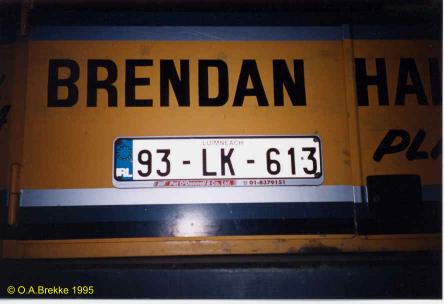 BRENDAN HA
PL
LUIMNEACH
IRL 93 - LK - 613
Pat O'Donnell & Co. Ltd. 01-8379151
© O.A.Brekke 1995